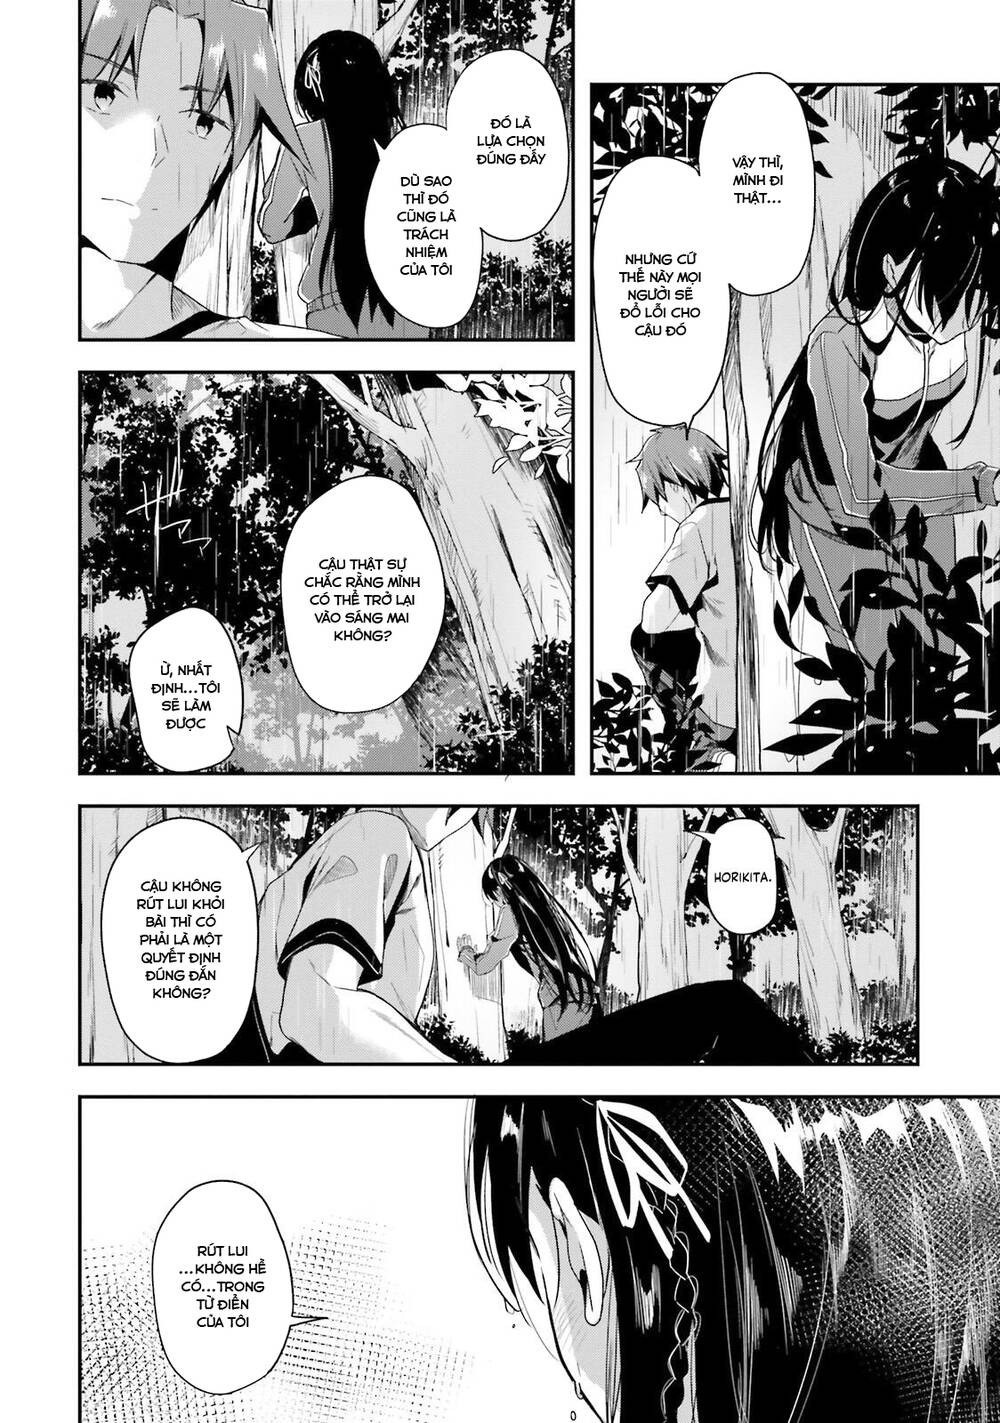 VẬY THÌ,
MÌNH ĐI
THẬT...
NHƯNG CỨ
THẾ NÀY MỌI
NGƯỜI SẼ
ĐỔ LỖI CHO
CẬU ĐÓ
ĐÓ LÀ
LỰA CHỌN
ĐÚNG ĐẤY
DÙ SAO
THÌ ĐÓ
CŨNG LÀ
TRÁCH
NHIỆM
CỦA TÔI
CẬU THẬT SỰ
CHẮC RẰNG MÌNH
CÓ THỂ TRỞ LẠI
VÀO SÁNG MAI
KHÔNG?
Ừ, NHẤT
ĐỊNH...TÔI
SẼ LÀM
ĐƯỢC
HORIKITA.
CẬU KHÔNG
RÚT LUI KHỎI
BÀI THÌ CÓ
PHẢI LÀ MỘT
QUYẾT ĐỊNH
ĐÚNG ĐẮN
KHÔNG?
RÚT LUI
...KHÔNG HỀ
CÓ...TRONG
TỪ ĐIỂN
CỦA TÔI